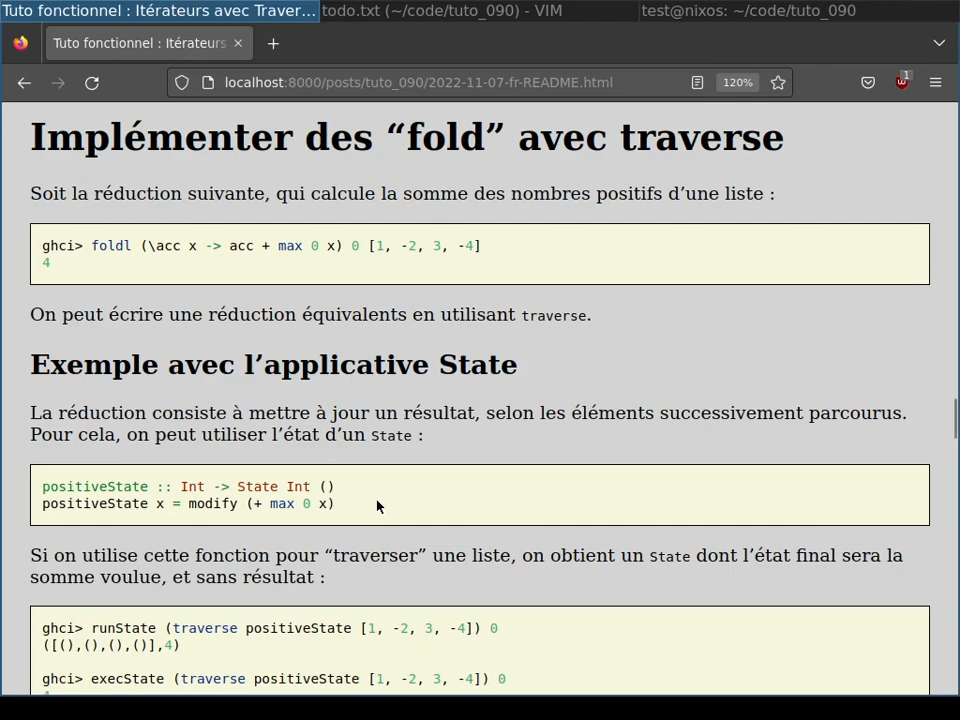 Tuto fonctionnel : Itérateurs avec Traver... todo.txt (~/code/tuto_090) - VIM test@nixos: ~/code/tuto_090
Tuto fonctionnel : Itérateurs
localhost:8000/posts/tuto_090/2022-11-07-fr-README.html 120% 1
Implémenter des “fold” avec traverse
Soit la réduction suivante, qui calcule la somme des nombres positifs d’une liste :
ghci> foldl (\acc x -> acc + max 0 x) 0 [1, -2, 3, -4]
4
On peut écrire une réduction équivalents en utilisant traverse.
Exemple avec l’applicative State
La réduction consiste à mettre à jour un résultat, selon les éléments successivement parcourus.
Pour cela, on peut utiliser l’état d’un State :
positiveState :: Int -> State Int ()
positiveState x = modify (+ max 0 x)
Si on utilise cette fonction pour “traverser” une liste, on obtient un State dont l’état final sera la
somme voulue, et sans résultat :
ghci> runState (traverse positiveState [1, -2, 3, -4]) 0
([(),(),(),()],4)
ghci> execState (traverse positiveState [1, -2, 3, -4]) 0